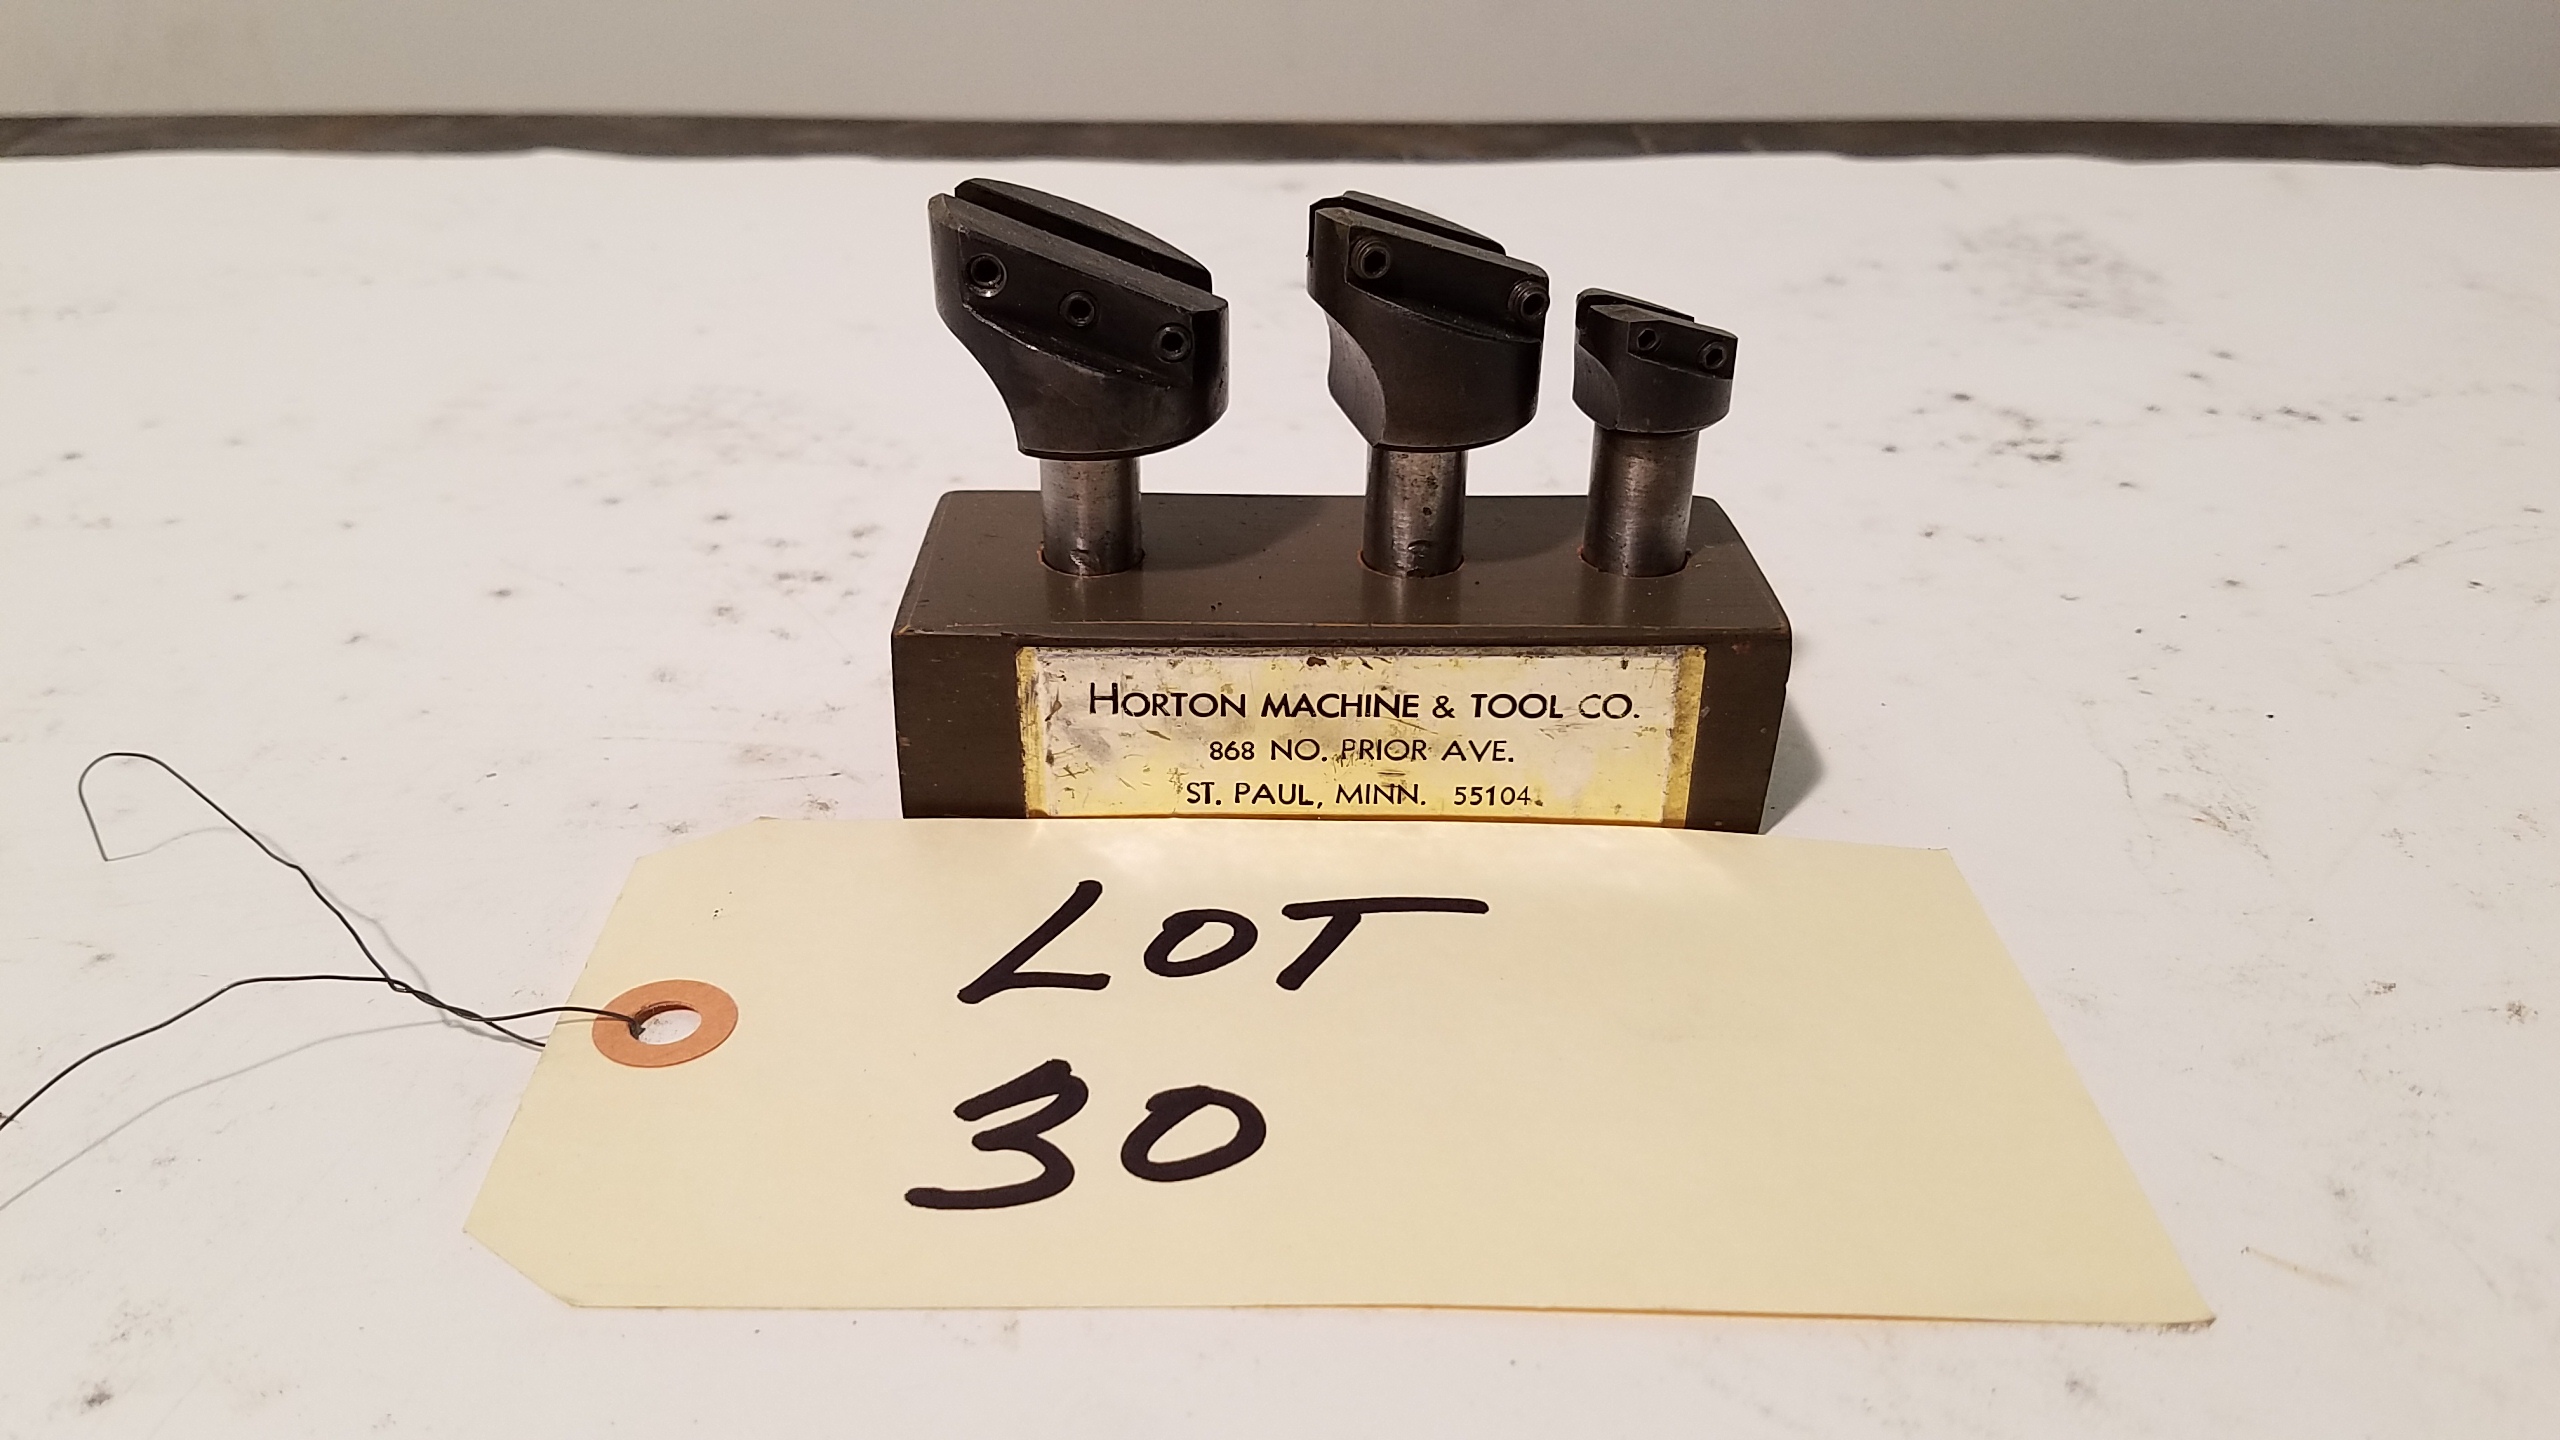 HORTON MACHINE & TOOL CO.
868 NO. PRIOR AVE.
ST. PAUL, MINN. 55104.
LOT
30